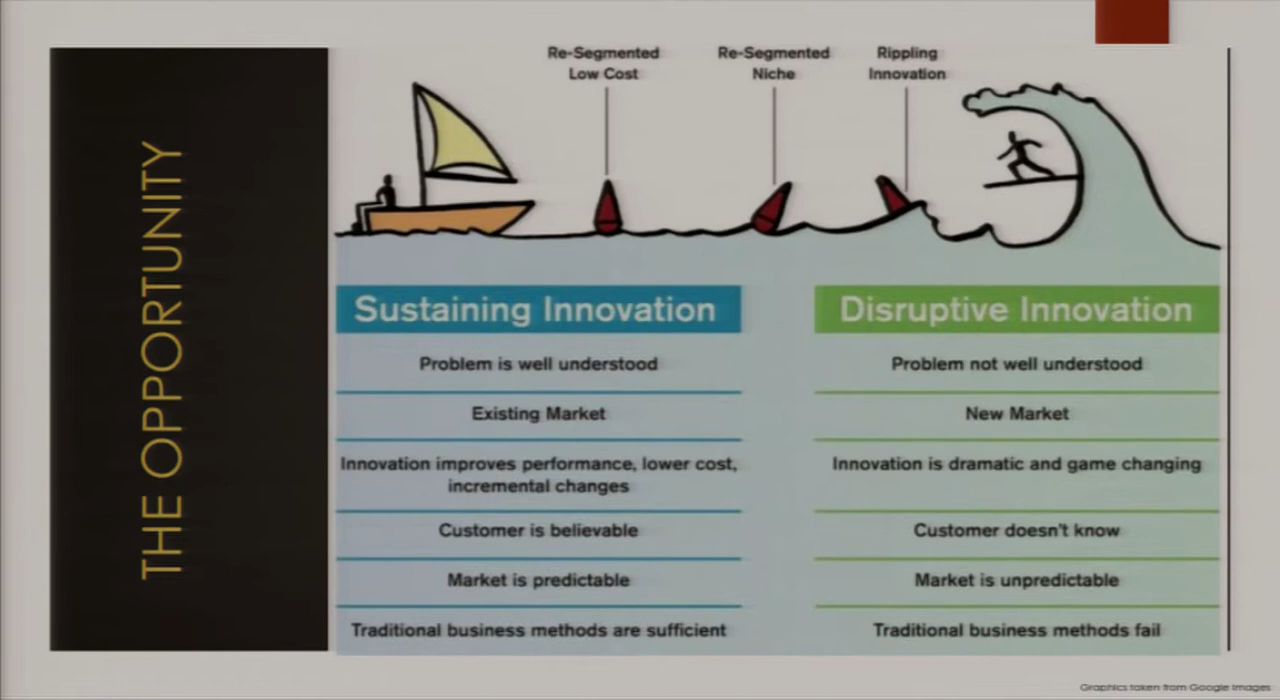 THE OPPORTUNITY
Re-Segmented
Low Cost
Re-Segmented
Niche
Rippling
Innovation
Sustaining Innovation
Problem is well understood
Existing Market
Innovation improves performance, lower cost,
incremental changes
Customer is believable
Market is predictable
Traditional business methods are sufficient
Disruptive Innovation
Problem not well understood
New Market
Innovation is dramatic and game changing
Customer doesn't know
Market is unpredictable
Traditional business methods fail
Graphics taken from Google Images